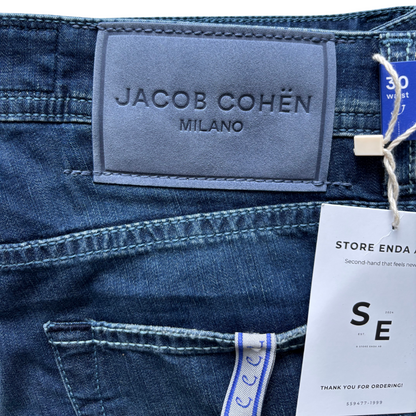 JACOB COHËN
MILANO
30
waist
STORE ENDA A
Second-hand that feels new
S
E
THANK YOU FOR ORDERING!